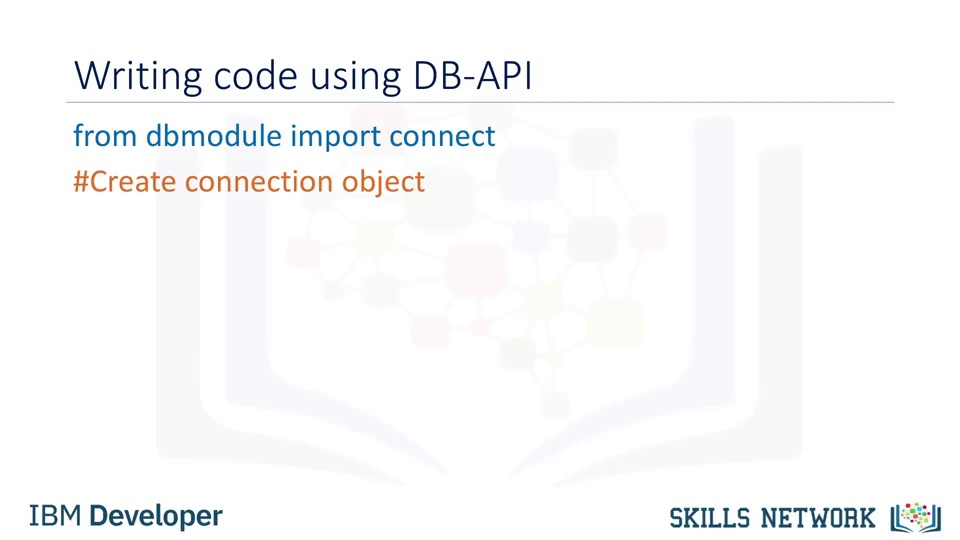 Writing code using DB-API
from dbmodule import connect
#Create connection object
IBM Developer
SKILLS NETWORK